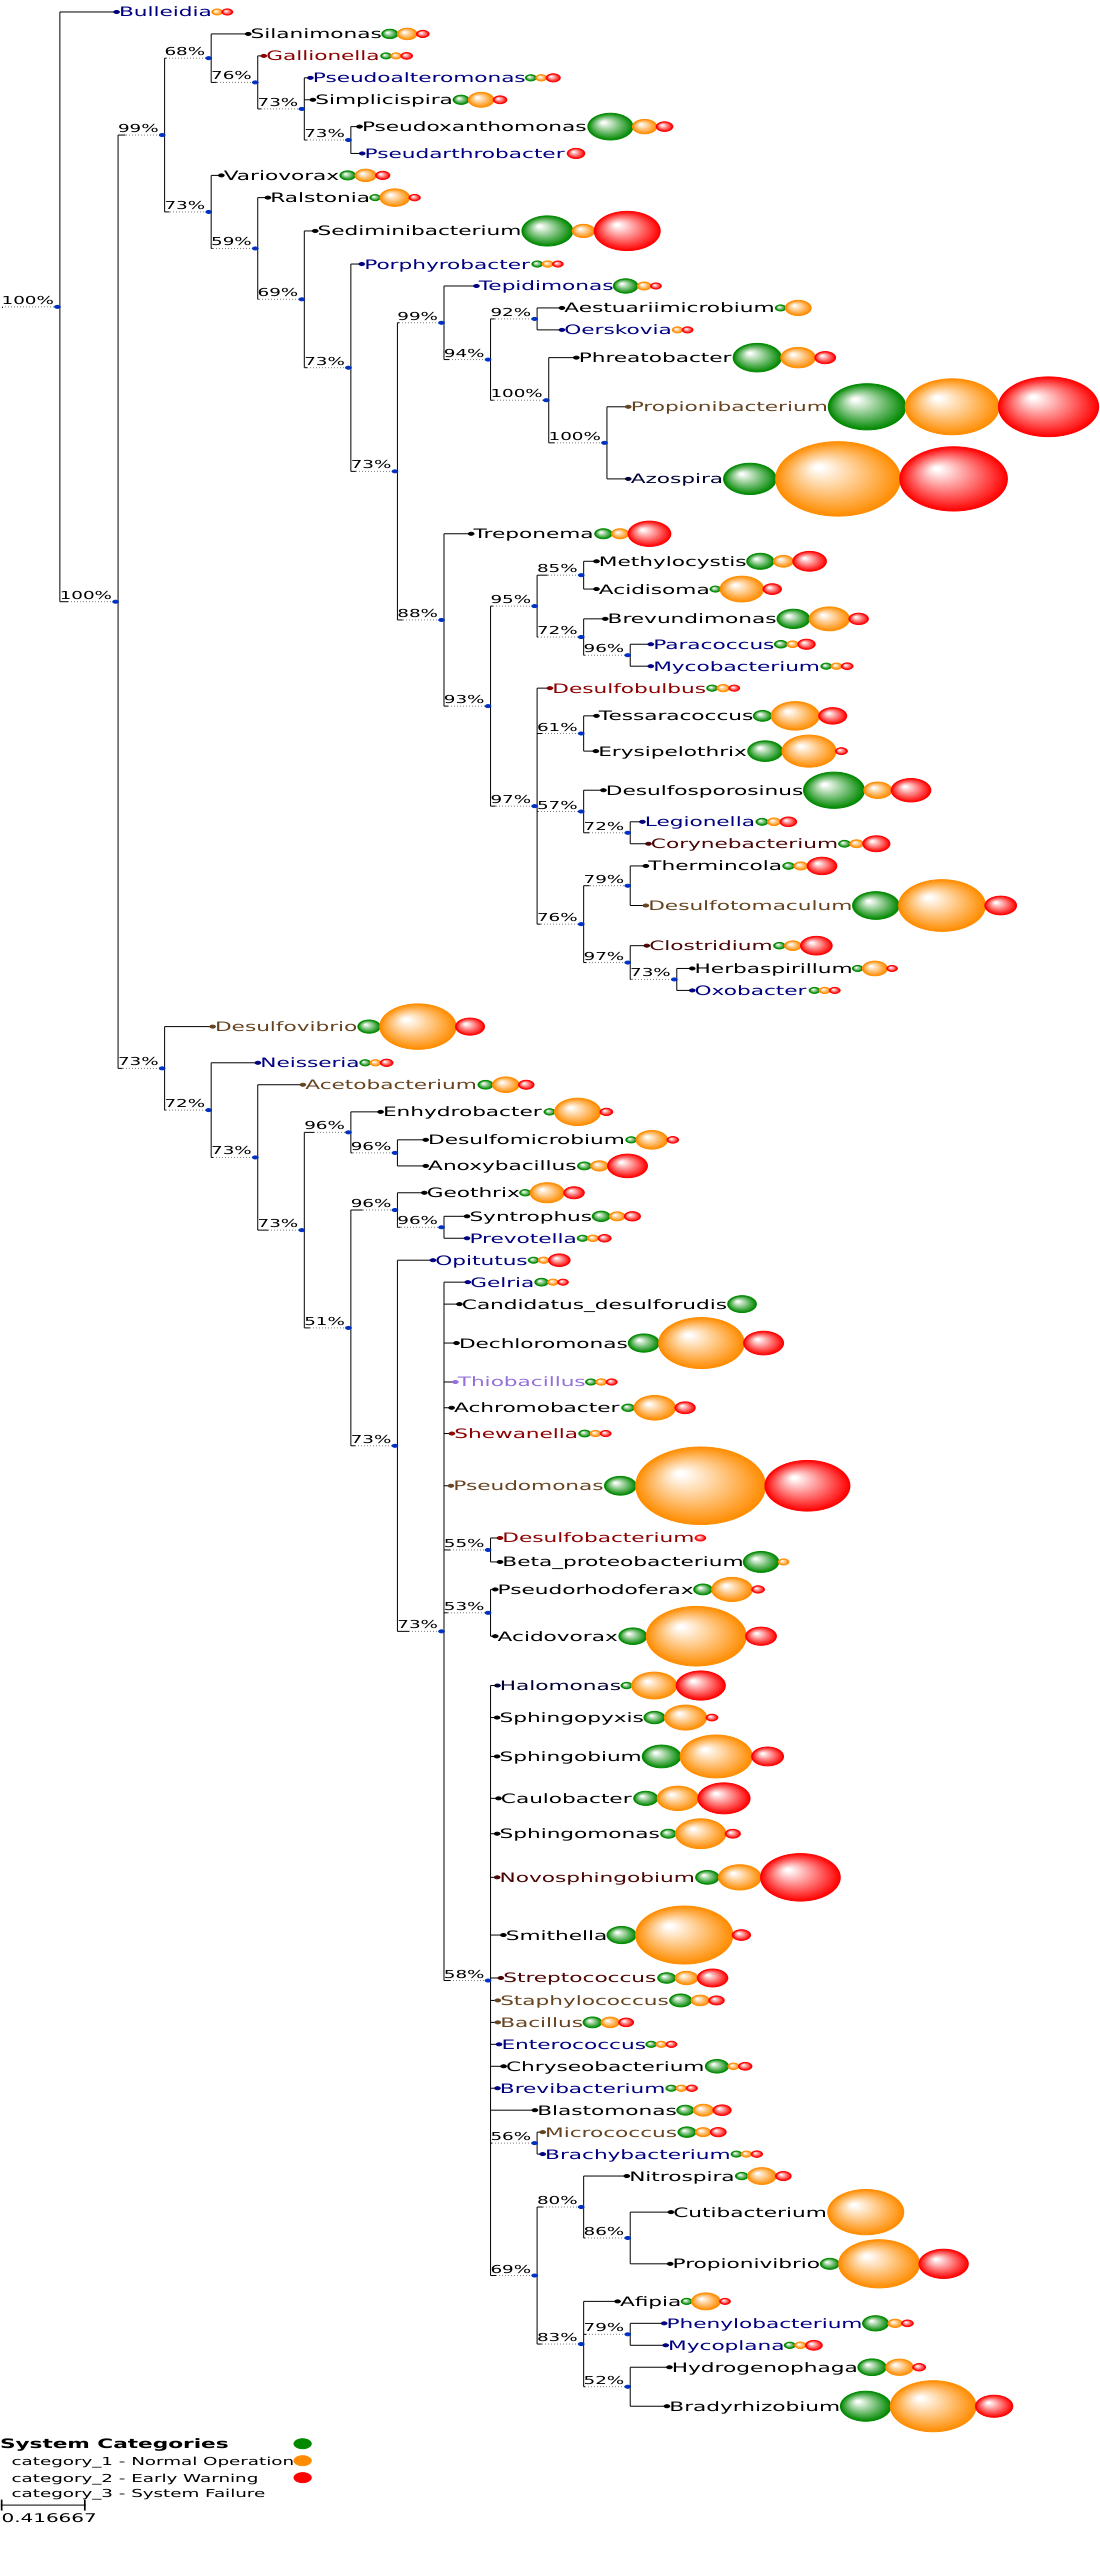 Bulleidia
Silanimonas
68%
Gallionella
76%
Pseudoalteromonas
Simplicispira
73%
Pseudoxanthomonas
99%
73%
Pseudarthrobacter
Variovorax
Ralstonia
73%
Sediminibacterium
59%
Porphyrobacter
Tepidimonas
69%
100%
Aestuariimicrobium
92%
99%
Oerskovia
94%
Phreatobacter
73%
100%
Propionibacterium
100%
73%
Azospira
Treponema
Methylocystis
85%
Acidisoma
100%
95%
88%
Brevundimonas
72%
Paracoccus
96%
Mycobacterium
Desulfobulbus
93%
Tessaracoccus
61%
Erysipelothrix
Desulfosporosinus
97%
57%
Legionella
72%
Corynebacterium
Thermincola
79%
Desulfotomaculum
76%
Clostridium
97%
Herbaspirillum
73%
Oxobacter
Desulfovibrio
73%
Neisseria
Acetobacterium
72%
Enhydrobacter
96%
Desulfomicrobium
96%
73%
Anoxybacillus
Geothrix
96%
Syntrophus
96%
73%
Prevotella
Opitutus
Gelria
Candidatus_desulforudis
51%
Dechloromonas
Thiobacillus
Achromobacter
Shewanella
73%
Pseudomonas
Desulfobacterium
55%
Beta_proteobacterium
Pseudorhodoferax
53%
73%
Acidovorax
Halomonas
Sphingopyxis
Sphingobium
Caulobacter
Sphingomonas
Novosphingobium
Smithella
58%
Streptococcus
Staphylococcus
Bacillus
Enterococcus
Chryseobacterium
Brevibacterium
Blastomonas
Micrococcus
56%
Brachybacterium
Nitrospira
80%
Cutibacterium
86%
Propionivibrio
69%
Afipia
Phenylobacterium
79%
83%
Mycoplana
Hydrogenophaga
52%
Bradyrhizobium
System Categories
category_1 - Normal Operation
category_2 - Early Warning
category_3 - System Failure
0.416667